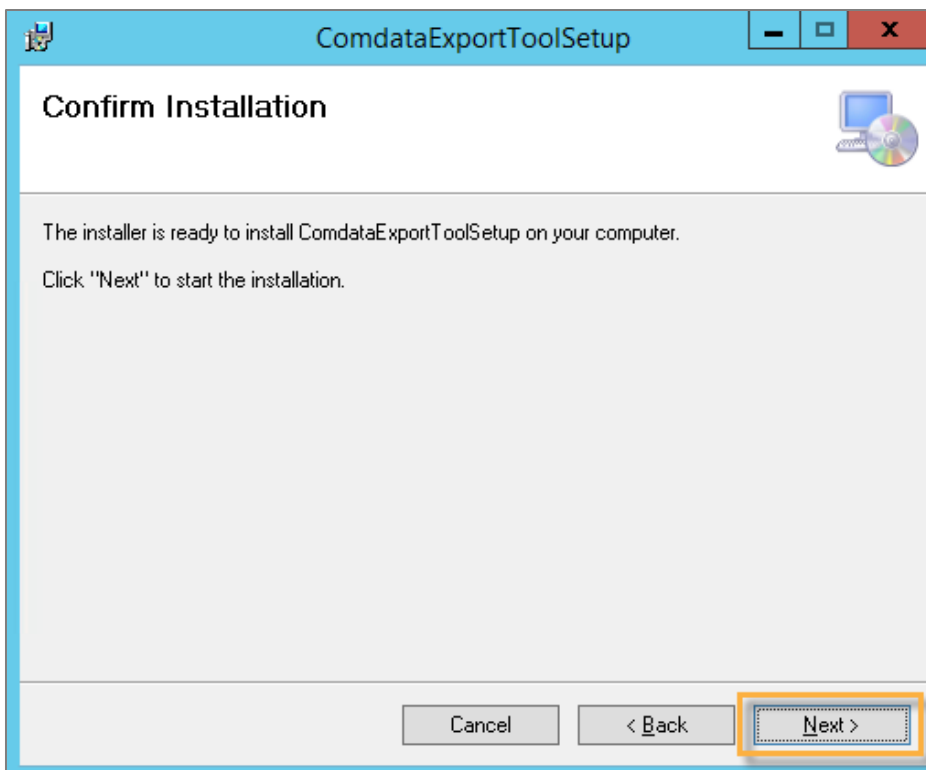 ComdataExportToolSetup
Confirm Installation
The installer is ready to install ComdataExportToolSetup on your computer.
Click "Next" to start the installation.
Cancel
< Back
Next >